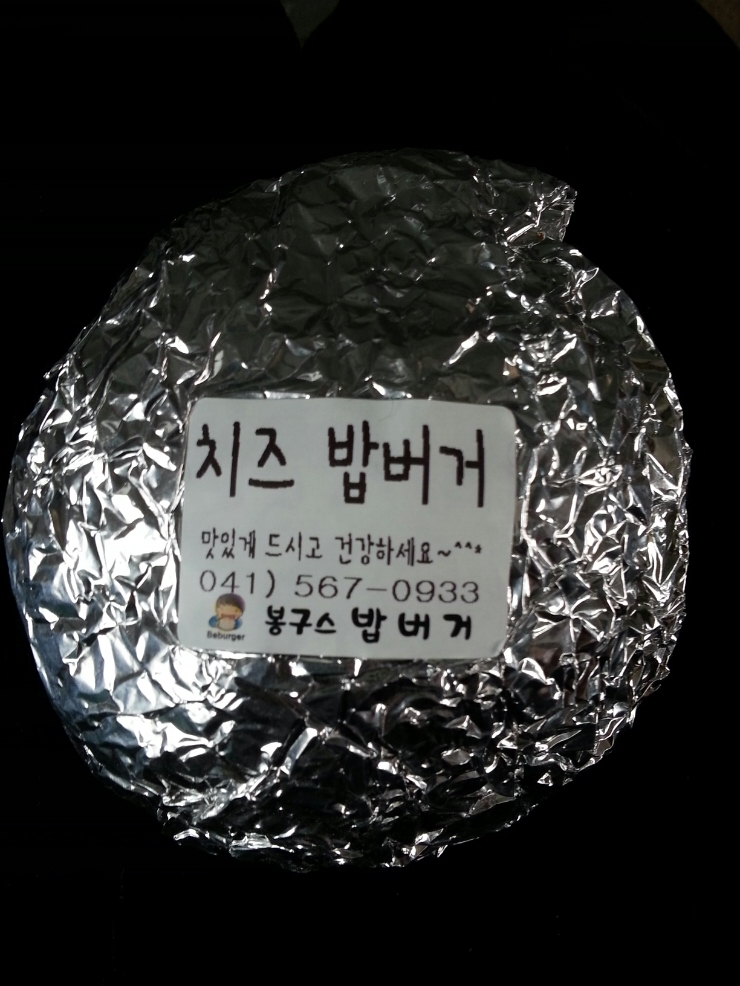 치즈 밥버거
맛있게 드시고 건강하세요~^^*
041) 567-0933
Baburger
봉구스 밥버거